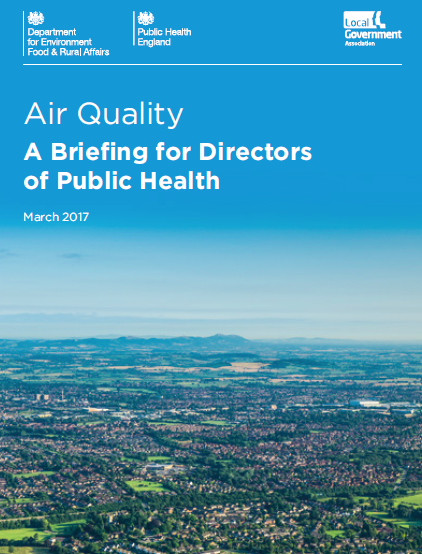 Department
for Environment
Food & Rural Affairs
Public Health
England
Local
Government
Association
Air Quality
A Briefing for Directors
of Public Health
March 2017